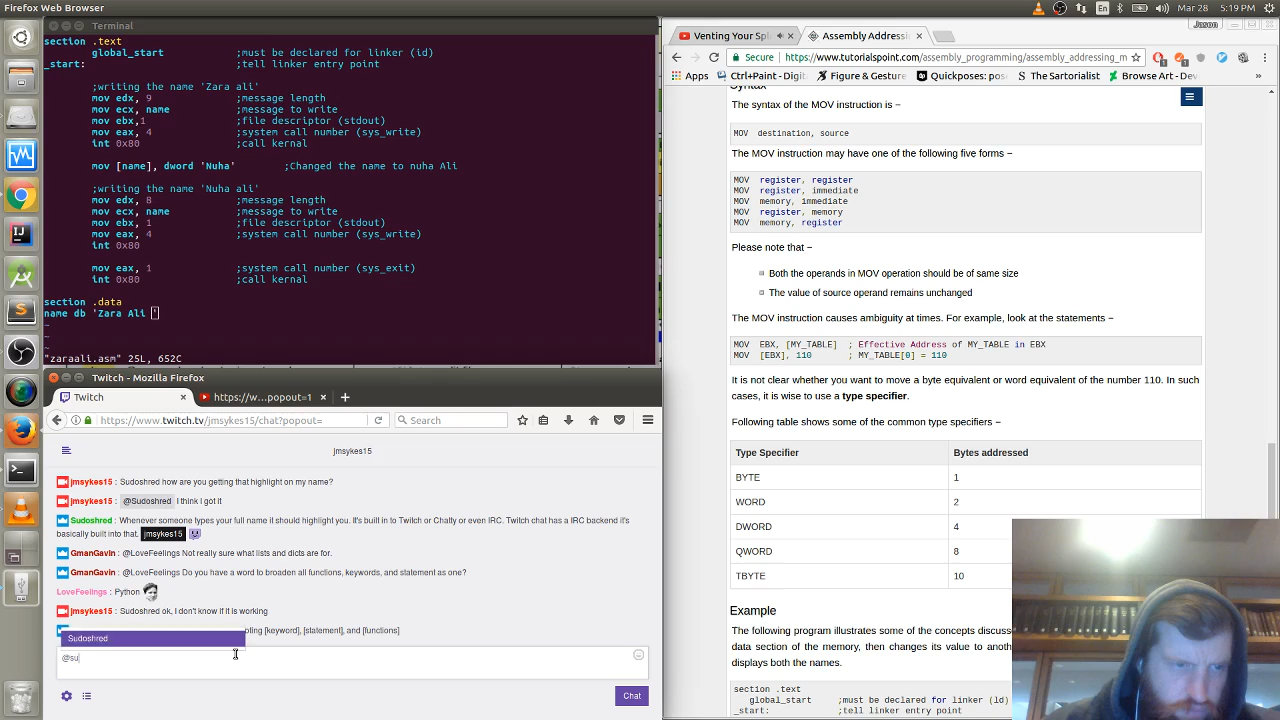 Firefox Web Browser
En
Mar 28
5:19 PM
Terminal
section .text
global_start ;must be declared for linker (id)
_start: ;tell linker entry point
;writing the name 'Zara ali'
mov edx, 9 ;message length
mov ecx, name ;message to write
mov ebx,1 ;file descriptor (stdout)
mov eax, 4 ;system call number (sys_write)
int 0x80 ;call kernal
mov [name], dword 'Nuha' ;Changed the name to nuha Ali
;writing the name 'Nuha ali'
mov edx, 8 ;message length
mov ecx, name ;message to write
mov ebx, 1 ;file descriptor (stdout)
mov eax, 4 ;system call number (sys_write)
int 0x80
mov eax, 1 ;system call number (sys_exit)
int 0x80 ;call kernal
section .data
name db 'Zara Ali '
~
~
~
"zaraali.asm" 25L, 652C
Twitch - Mozilla Firefox
Twitch
https://w...popout=1
https://www.twitch.tv/jmsykes15/chat?popout=
Search
jmsykes15
jmsykes15 : Sudoshred how are you getting that highlight on my name?
jmsykes15 : @Sudoshred I think I got it
Sudoshred : Whenever someone types your full name it should highlight you. It's built in to Twitch or Chatty or even IRC. Twitch chat has a IRC backend it's
basically built into that. jmsykes15
GmanGavin : @LoveFeelings Not really sure what lists and dicts are for.
GmanGavin : @LoveFeelings Do you have a word to broaden all functions, keywords, and statement as one?
LoveFeelings : Python
jmsykes15 : Sudoshred ok, I don't know if it is working
pting [keyword], [statement], and [functions]
Sudoshred
@su
Chat
Jason
Venting Your Sp
Assembly Address
Secure
https://www.tutorialspoint.com/assembly_programming/assembly_addressing_m
Apps
Ctrl+Paint - Digit
Figure & Gesture
Quickposes: pos
The Sartorialist
Browse Art - Dev
Syntax
The syntax of the MOV instruction is −
MOV destination, source
The MOV instruction may have one of the following five forms −
MOV register, register
MOV register, immediate
MOV memory, immediate
MOV register, memory
MOV memory, register
Please note that −
Both the operands in MOV operation should be of same size
The value of source operand remains unchanged
The MOV instruction causes ambiguity at times. For example, look at the statements −
MOV EBX, [MY_TABLE] ; Effective Address of MY_TABLE in EBX
MOV [EBX], 110 ; MY_TABLE[0] = 110
It is not clear whether you want to move a byte equivalent or word equivalent of the number 110. In such
cases, it is wise to use a type specifier.
Following table shows some of the common type specifiers −
Type Specifier Bytes addressed
BYTE 1
WORD 2
DWORD 4
QWORD 8
TBYTE 10
Example
The following program illustrates some of the concepts discuss
memory, then changes its value to anoth
displays both the names.
section .text
global_start ;must be declared for linker (ld)
_start: ;tell linker entry point